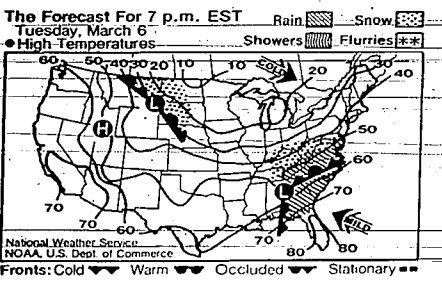 The Forecast For 7 p.m. EST
Rain
Snow
Tuesday, March 6
High Temperatures
Showers
Flurries
60 50 40 30 20 10 0 10 COLD 20 30 40
L
H
50
60
L
70
70
70
60
70
80
MILD
80
National Weather Service
NOAA, U.S. Dept. of Commerce
Fronts: Cold Warm Occluded Stationary